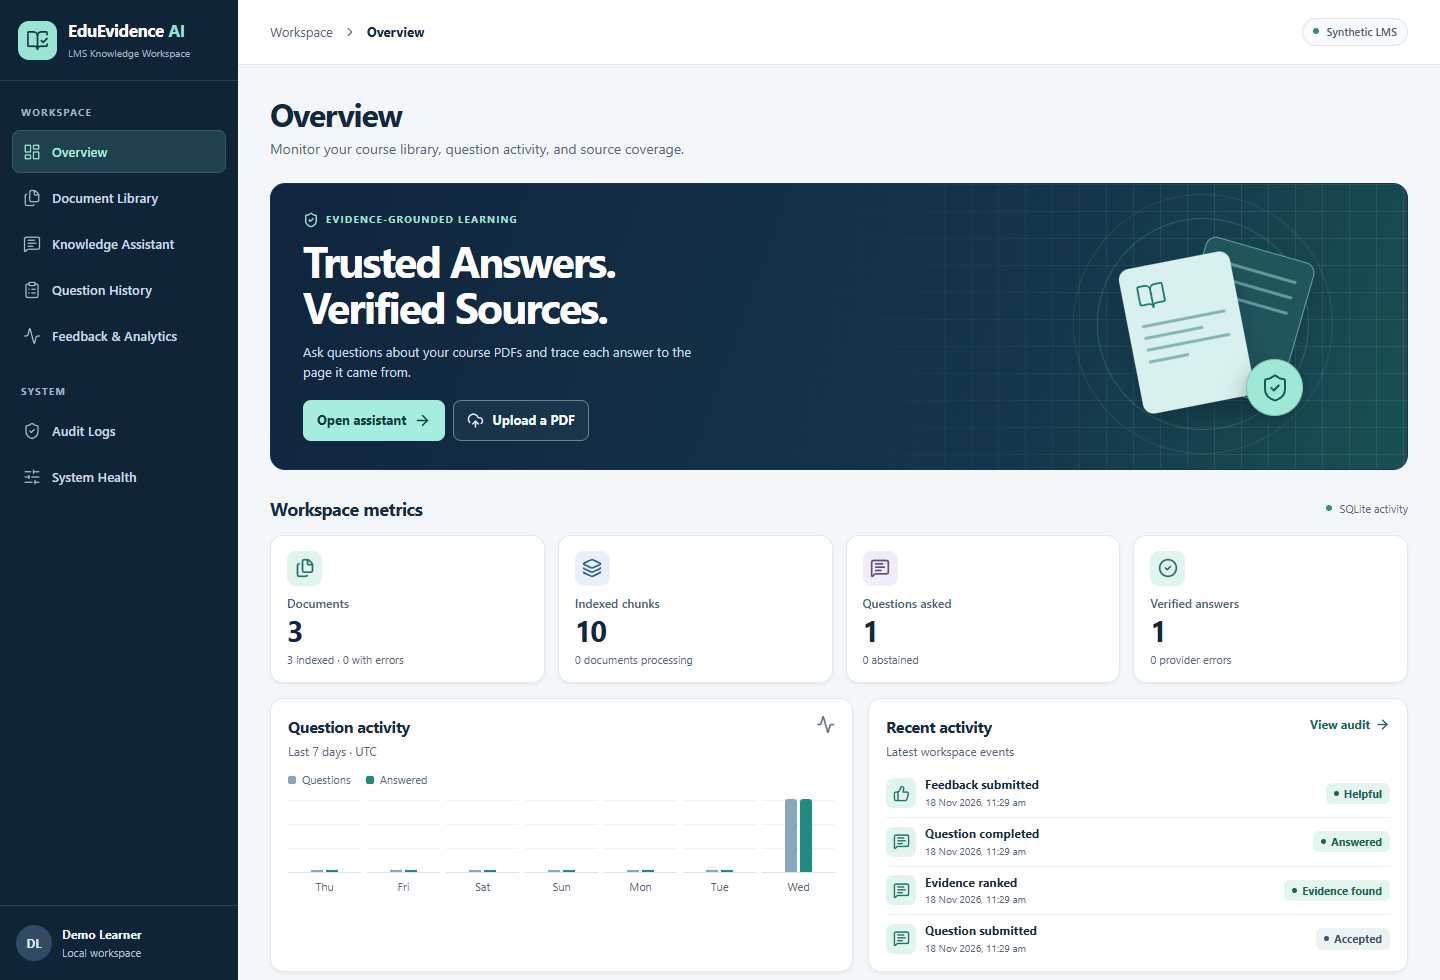 EduEvidence AI
LMS Knowledge Workspace
WORKSPACE
Overview
Document Library
Knowledge Assistant
Question History
Feedback & Analytics
SYSTEM
Audit Logs
System Health
DL
Demo Learner
Local workspace
Workspace
Overview
Synthetic LMS
Overview
Monitor your course library, question activity, and source coverage.
EVIDENCE-GROUNDED LEARNING
Trusted Answers.
Verified Sources.
Ask questions about your course PDFs and trace each answer to the
page it came from.
Open assistant
Upload a PDF
Workspace metrics
SQLite activity
Documents
3
3 indexed · 0 with errors
Indexed chunks
10
0 documents processing
Questions asked
1
0 abstained
Verified answers
1
0 provider errors
Question activity
Last 7 days · UTC
Questions
Answered
Thu
Fri
Sat
Sun
Mon
Tue
Wed
Recent activity
View audit
Latest workspace events
Feedback submitted
18 Nov 2026, 11:29 am
Helpful
Question completed
18 Nov 2026, 11:29 am
Answered
Evidence ranked
18 Nov 2026, 11:29 am
Evidence found
Question submitted
18 Nov 2026, 11:29 am
Accepted